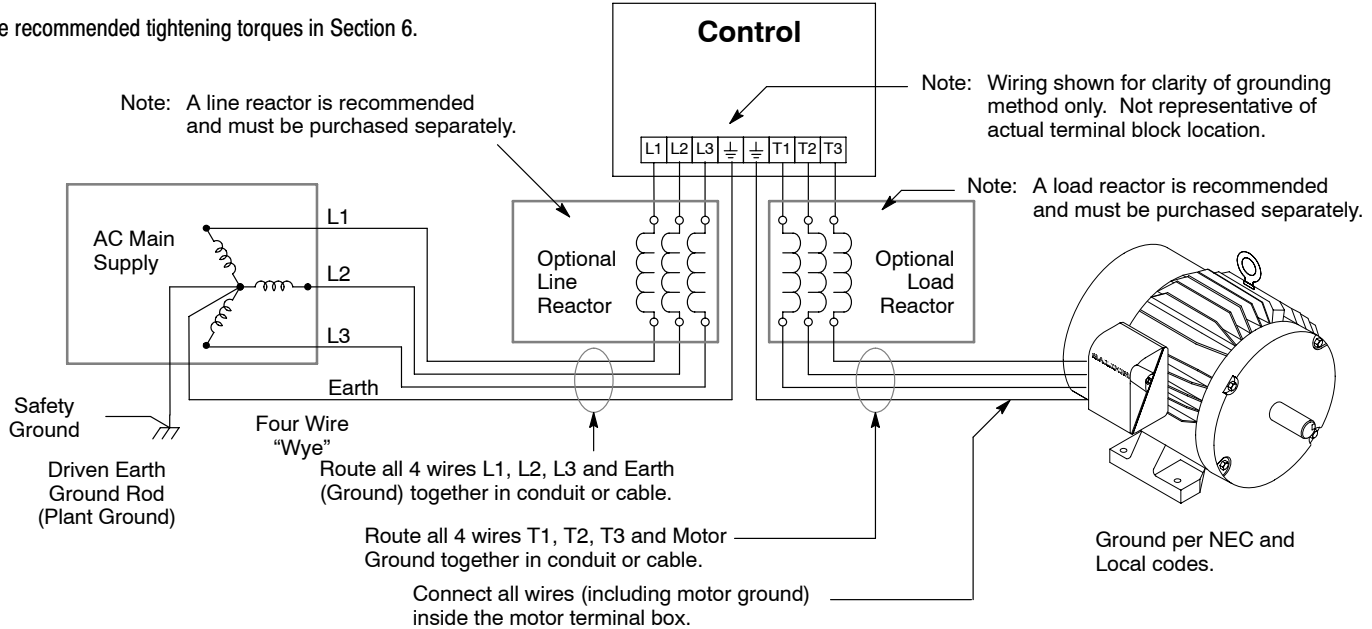 e recommended tightening torques in Section 6.
Control
Note: A line reactor is recommended
and must be purchased separately.
Note: Wiring shown for clarity of grounding
method only. Not representative of
actual terminal block location.
L1 L2 L3 T1 T2 T3
Note: A load reactor is recommended
and must be purchased separately.
AC Main
Supply
L1
L2
L3
Earth
Optional
Line
Reactor
Optional
Load
Reactor
Safety
Ground
Four Wire
“Wye”
Driven Earth
Ground Rod
(Plant Ground)
Route all 4 wires L1, L2, L3 and Earth
(Ground) together in conduit or cable.
Route all 4 wires T1, T2, T3 and Motor
Ground together in conduit or cable.
Connect all wires (including motor ground)
inside the motor terminal box.
Ground per NEC and
Local codes.